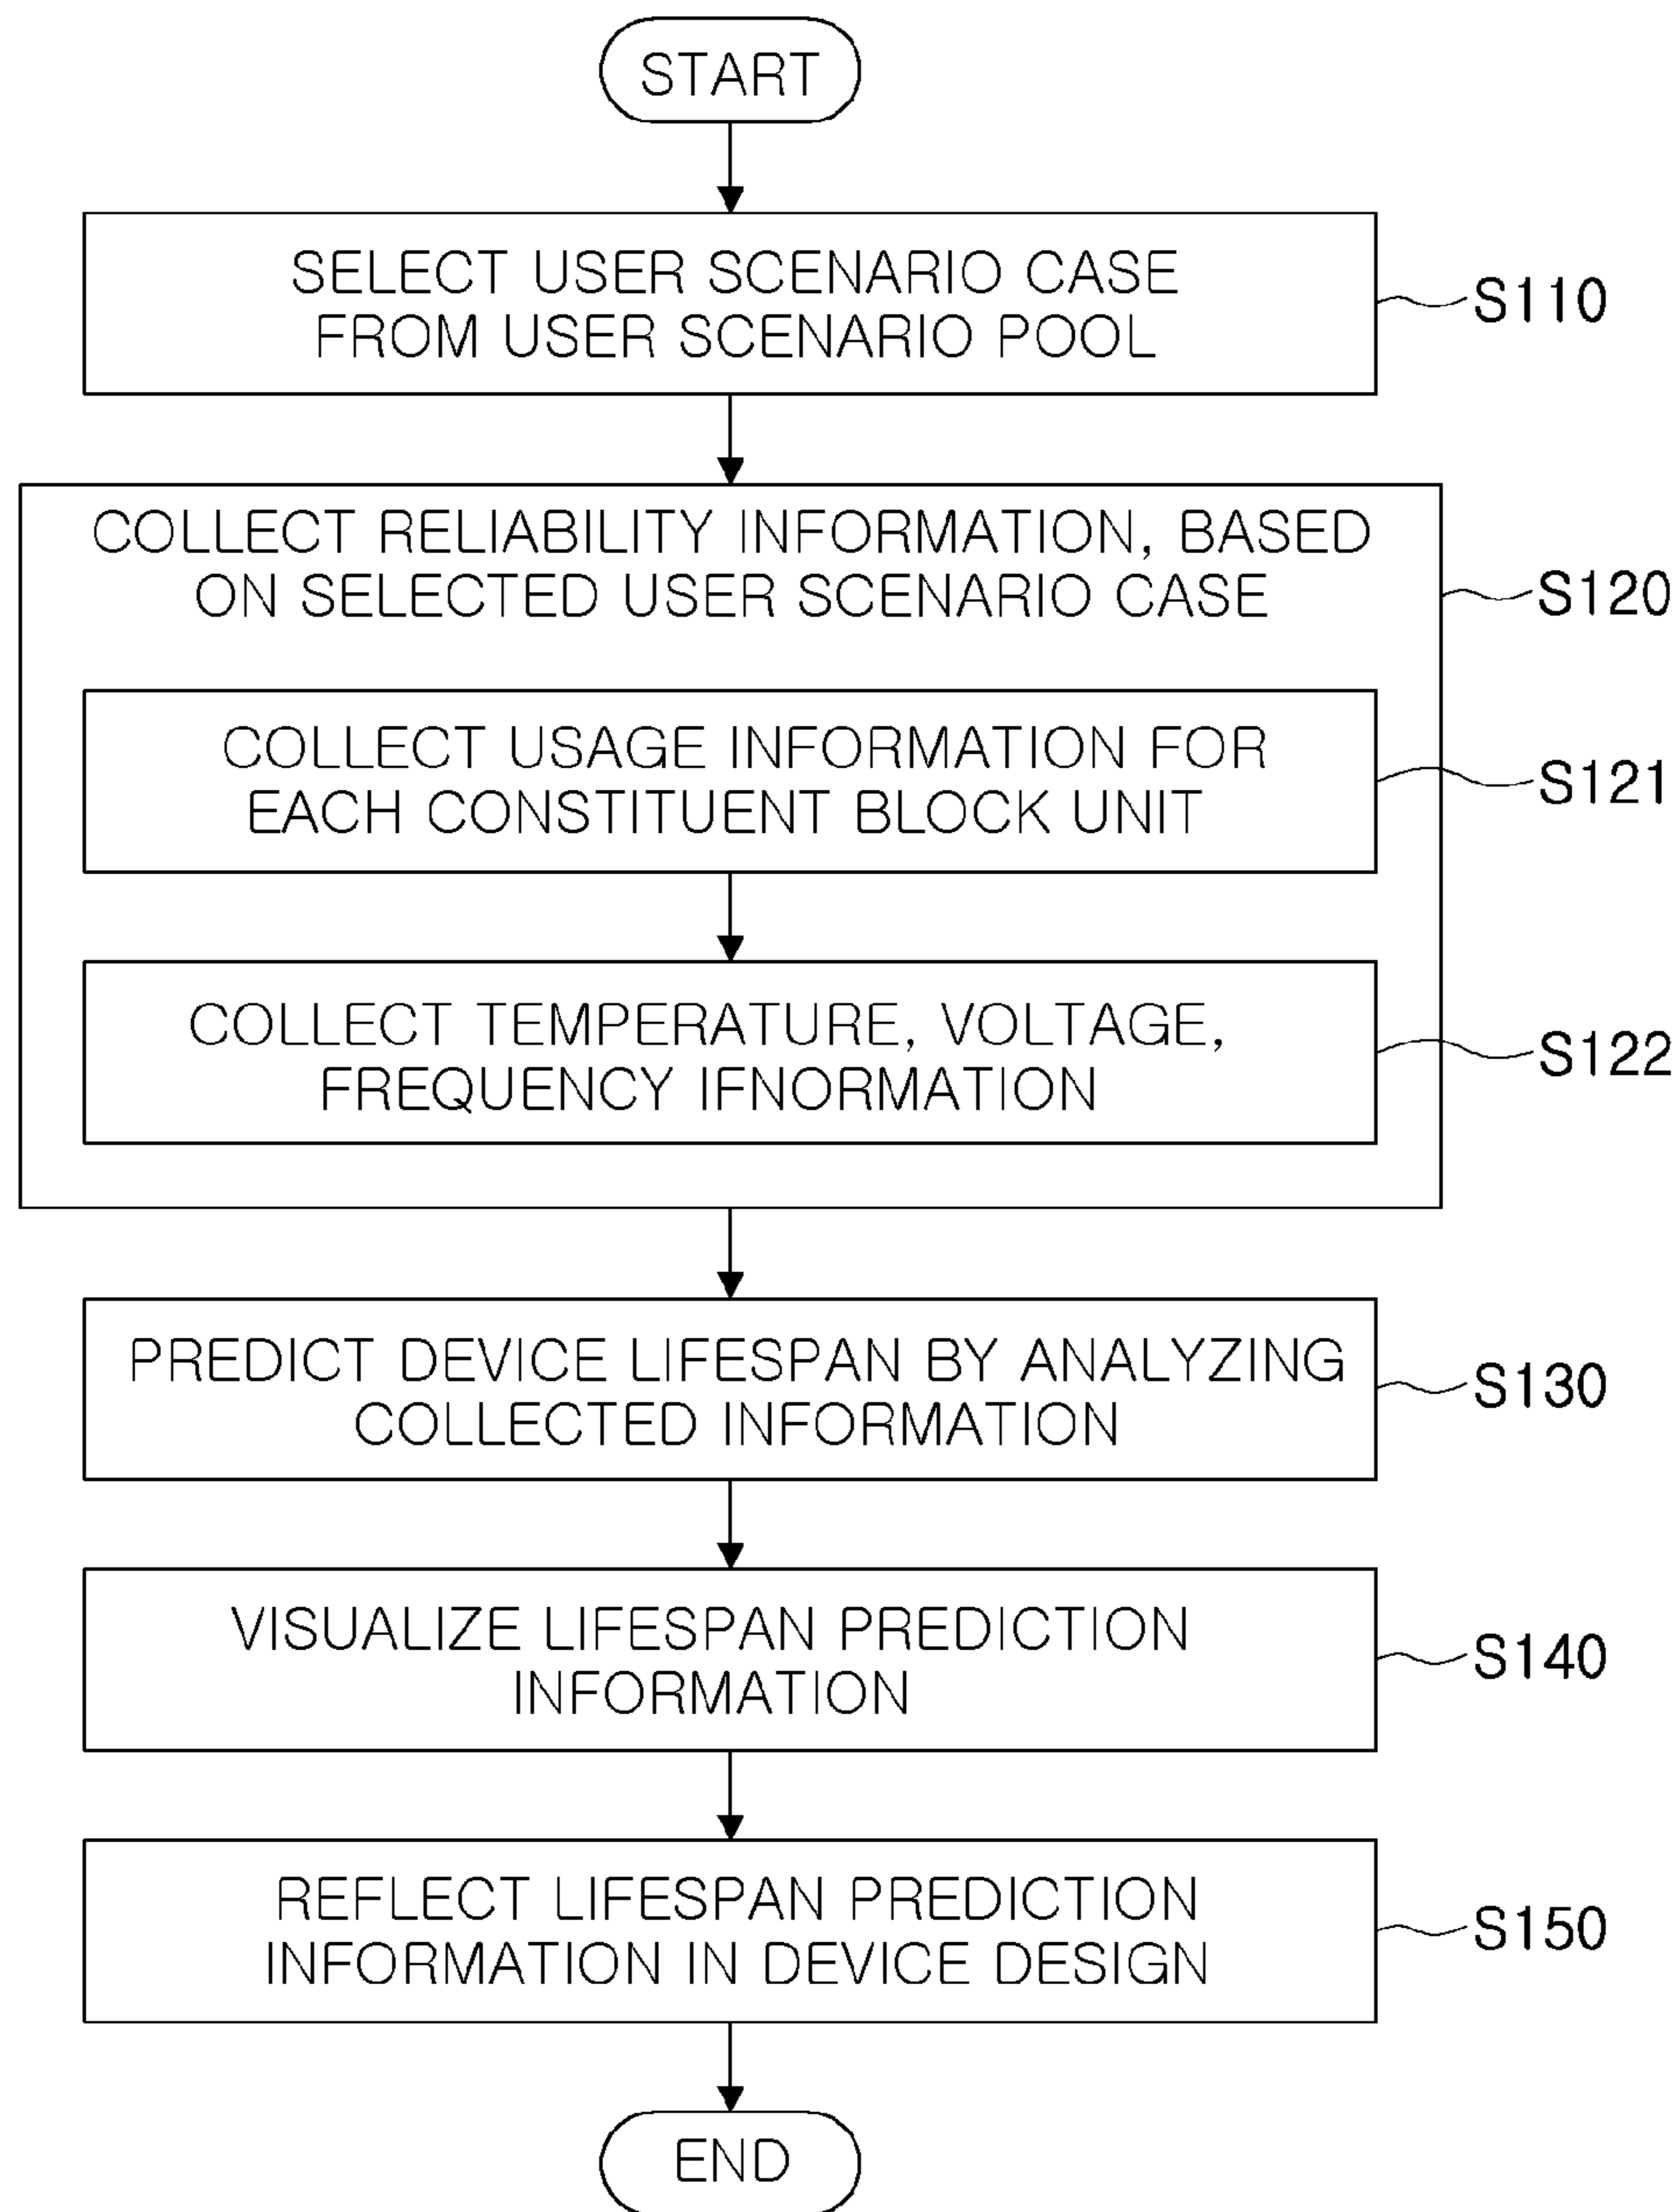 START
SELECT USER SCENARIO CASE
FROM USER SCENARIO POOL
S110
COLLECT RELIABILITY INFORMATION, BASED
ON SELECTED USER SCENARIO CASE
S120
COLLECT USAGE INFORMATION FOR
EACH CONSTITUENT BLOCK UNIT
S121
COLLECT TEMPERATURE, VOLTAGE,
FREQUENCY IFNORMATION
S122
PREDICT DEVICE LIFESPAN BY ANALYZING
COLLECTED INFORMATION
S130
VISUALIZE LIFESPAN PREDICTION
INFORMATION
S140
REFLECT LIFESPAN PREDICTION
INFORMATION IN DEVICE DESIGN
S150
END